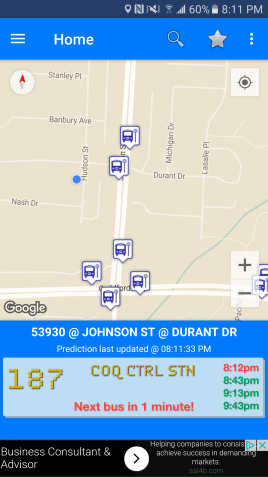 60% 8:11 PM
Home
Stanley Pl
Banbury Ave
Hudson St
Michigan Dr
Lasalle Pl
Durant Dr
Nash Dr
Guildford
Google
53930 @ JOHNSON ST @ DURANT DR
Prediction last updated @ 08:11:33 PM
187
COQ CTRL STN
8:12pm
8:43pm
9:13pm
9:43pm
Next bus in 1 minute!
Business Consultant &
Advisor
Helping companies to consis
achieve success in demanding
markets.
sia4b.com